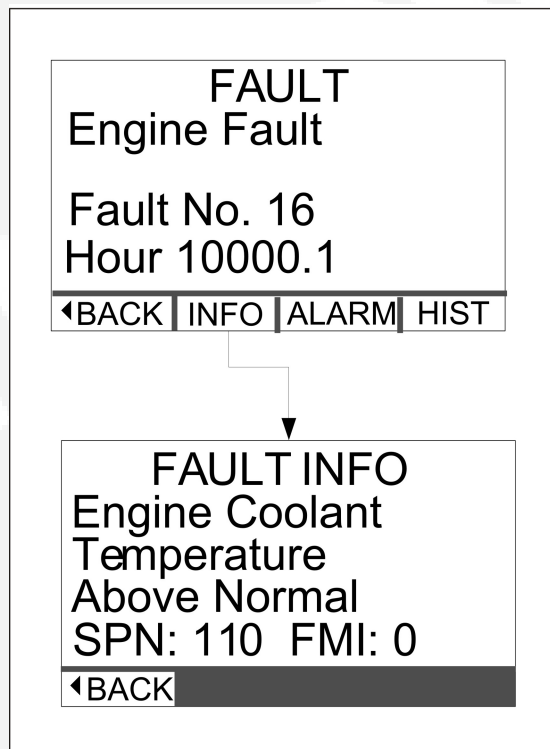 FAULT
Engine Fault
Fault No. 16
Hour 10000.1
BACK INFO ALARM HIST
FAULT INFO
Engine Coolant
Temperature
Above Normal
SPN: 110 FMI: 0
BACK